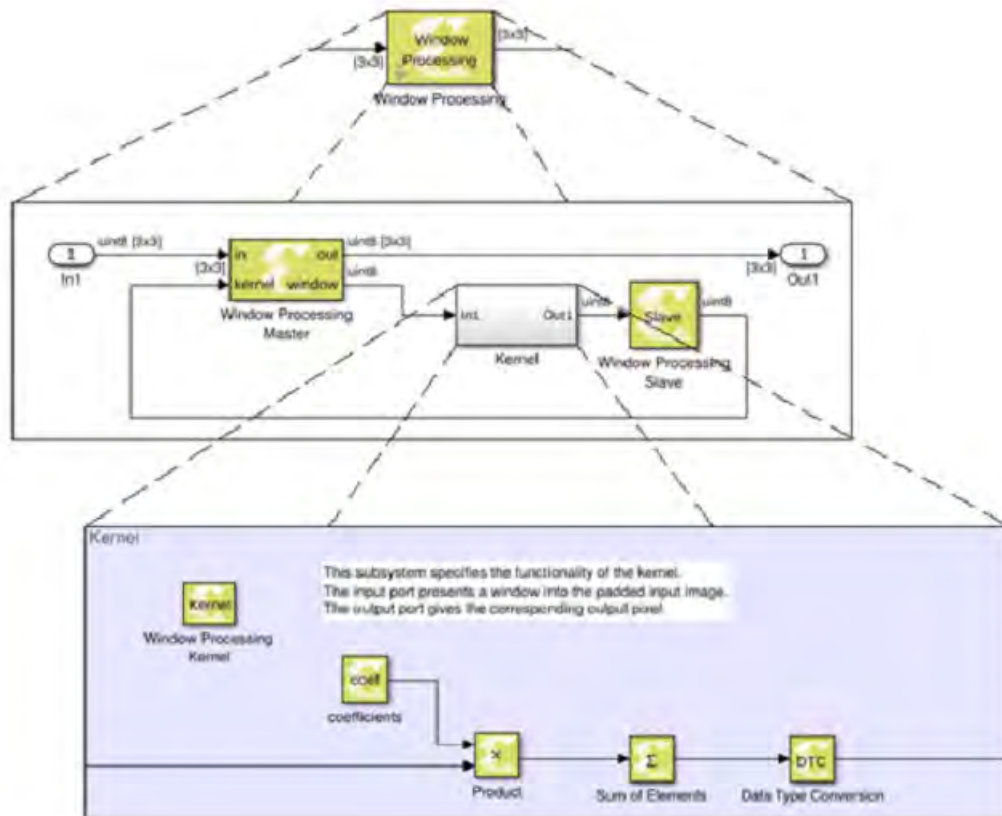 Window
Processing
[3x3]
[3x3]
Window Processing
1
In1
uint8 [3x3]
[3x3]
in
out
kernel
window
Window Processing
Master
uint8 [3x3]
uint8
In1
Out1
Kernel
uint8
Slave
Window Processing
Slave
uint8
[3x3]
1
Out1
Kernel
This subsystem specifies the functionality of the kernel.
The input port presents a window into the padded input image.
The output port gives the corresponding output pixel.
Kernel
Window Processing
Kernel
coeff
coefficients
×
Product
Σ
Sum of Elements
DTC
Data Type Conversion